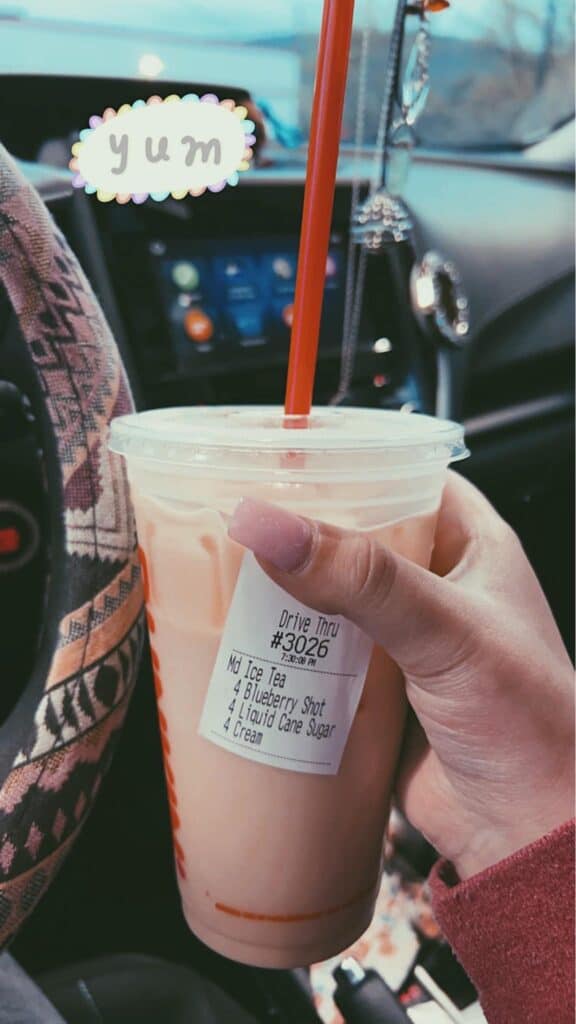 yum
Drive Thru
#3026
7:30:08 PM
Md Ice Tea
4 Blueberry Shot
4 Liquid Cane Sugar
4 Cream